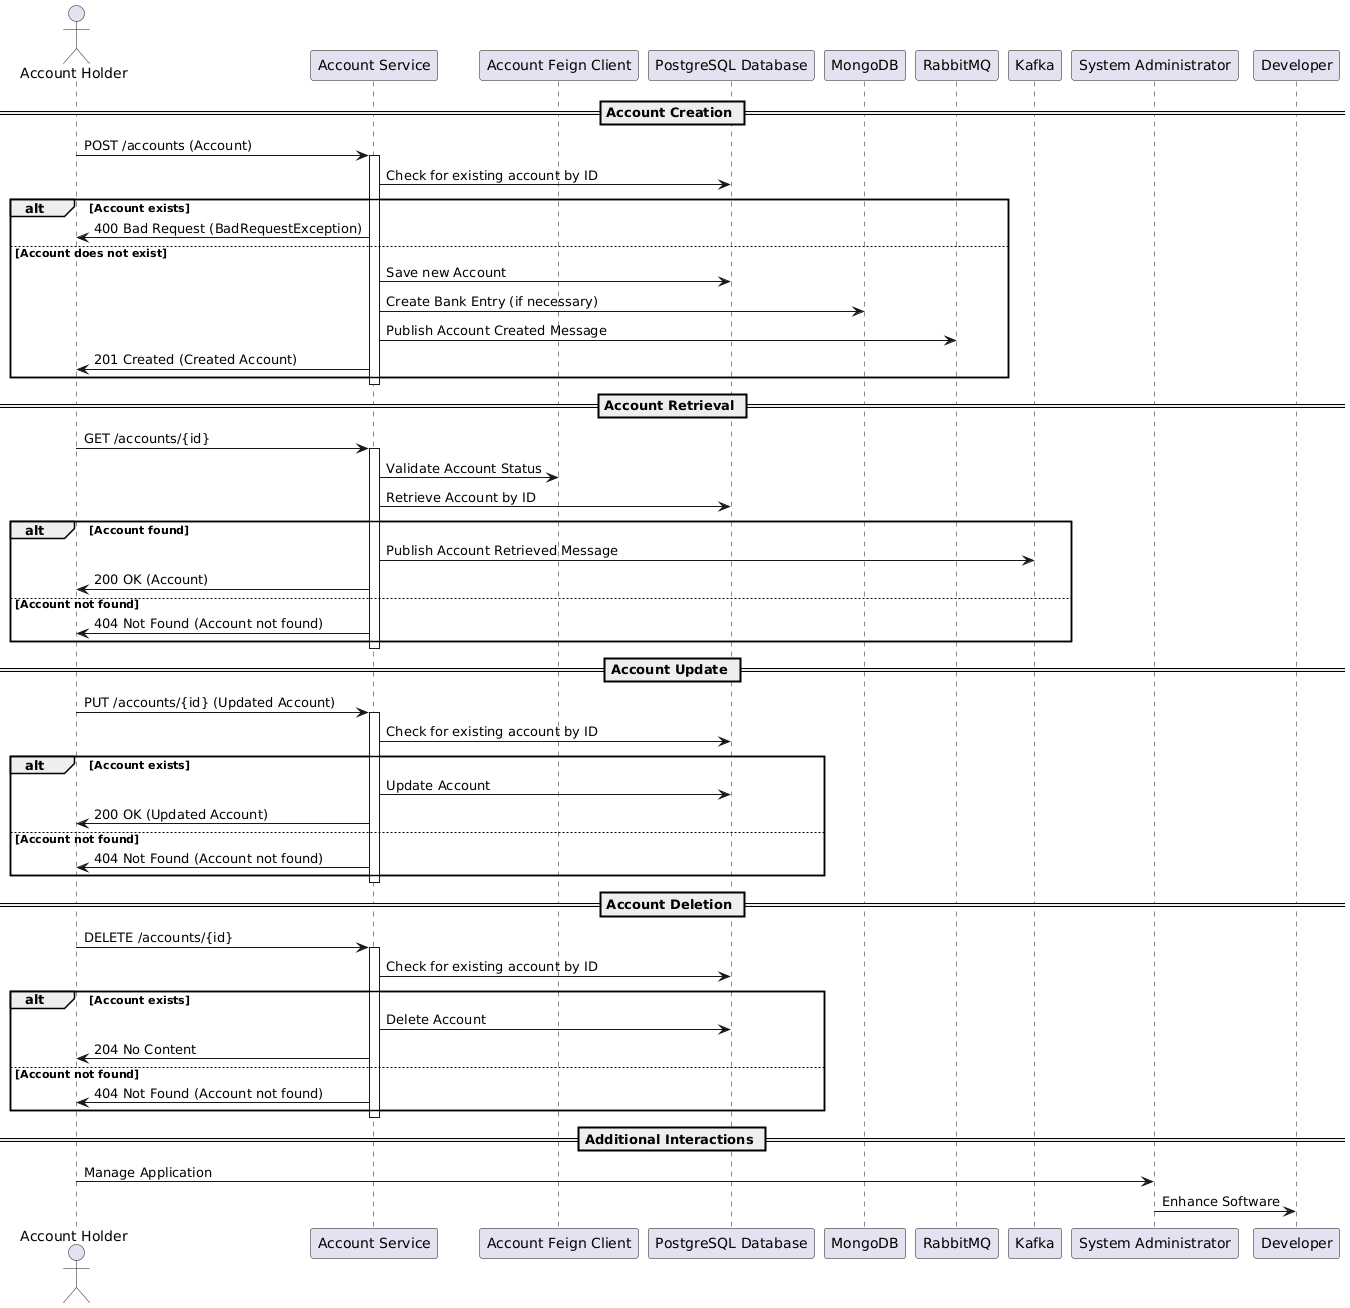 Account Holder
Account Service
Account Feign Client
PostgreSQL Database
MongoDB
RabbitMQ
Kafka
System Administrator
Developer
Account Creation
POST /accounts (Account)
Check for existing account by ID
alt
[Account exists]
400 Bad Request (BadRequestException)
[Account does not exist]
Save new Account
Create Bank Entry (if necessary)
Publish Account Created Message
201 Created (Created Account)
Account Retrieval
GET /accounts/{id}
Validate Account Status
Retrieve Account by ID
alt
[Account found]
Publish Account Retrieved Message
200 OK (Account)
[Account not found]
404 Not Found (Account not found)
Account Update
PUT /accounts/{id} (Updated Account)
Check for existing account by ID
alt
[Account exists]
Update Account
200 OK (Updated Account)
[Account not found]
404 Not Found (Account not found)
Account Deletion
DELETE /accounts/{id}
Check for existing account by ID
alt
[Account exists]
Delete Account
204 No Content
[Account not found]
404 Not Found (Account not found)
Additional Interactions
Manage Application
Enhance Software
Account Holder
Account Service
Account Feign Client
PostgreSQL Database
MongoDB
RabbitMQ
Kafka
System Administrator
Developer